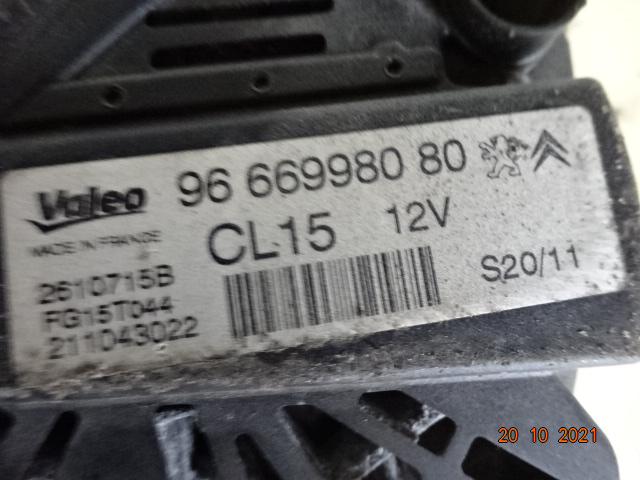 Valeo 96 669980 80
MADE IN FRANCE CL15 12V
2610715B S20/11
FG15T044
211043022
20 10 2021